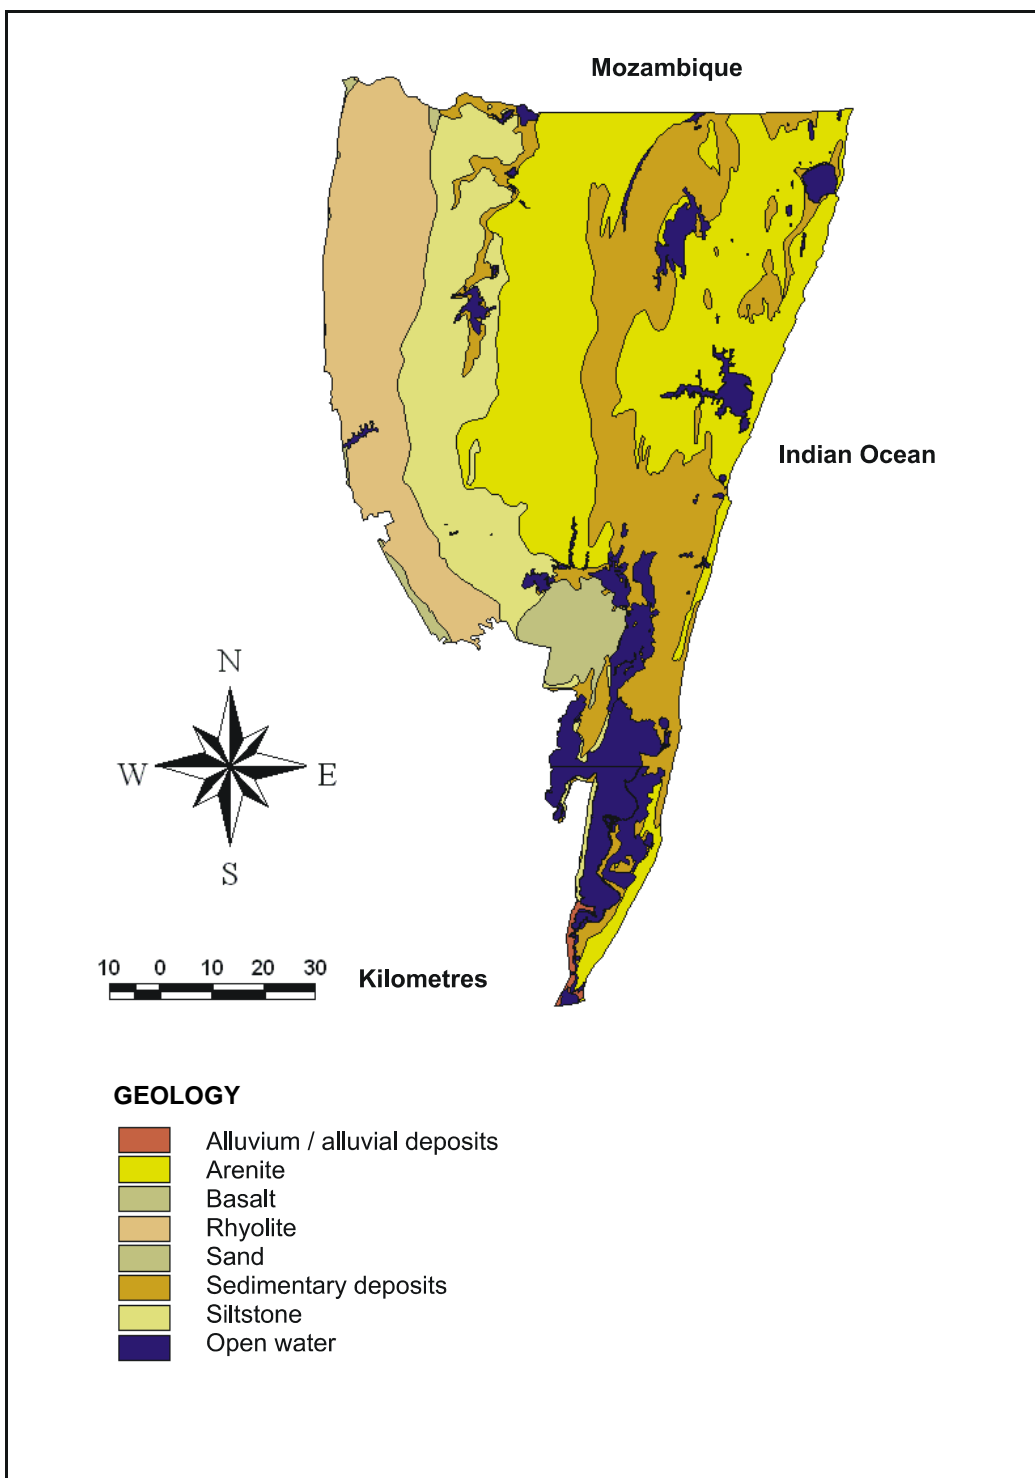 Mozambique
Indian Ocean
N
W E
S
10 0 10 20 30
Kilometres
GEOLOGY
Alluvium / alluvial deposits
Arenite
Basalt
Rhyolite
Sand
Sedimentary deposits
Siltstone
Open water